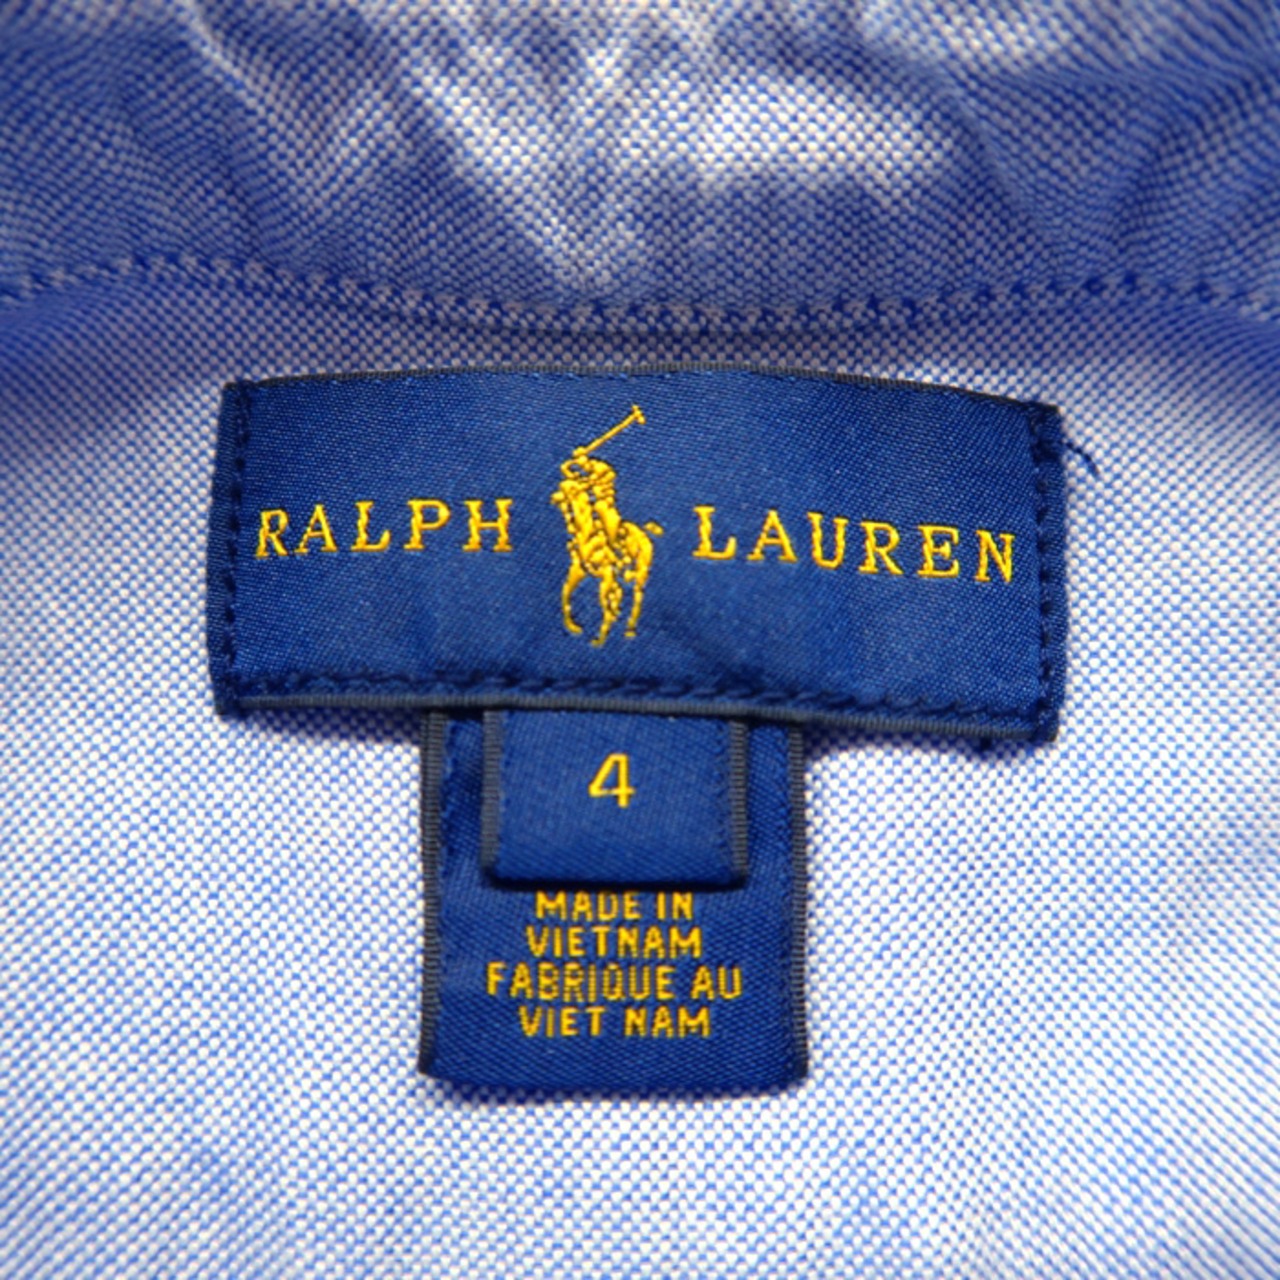 RALPH LAUREN
4
MADE IN
VIETNAM
FABRIQUE AU
VIET NAM